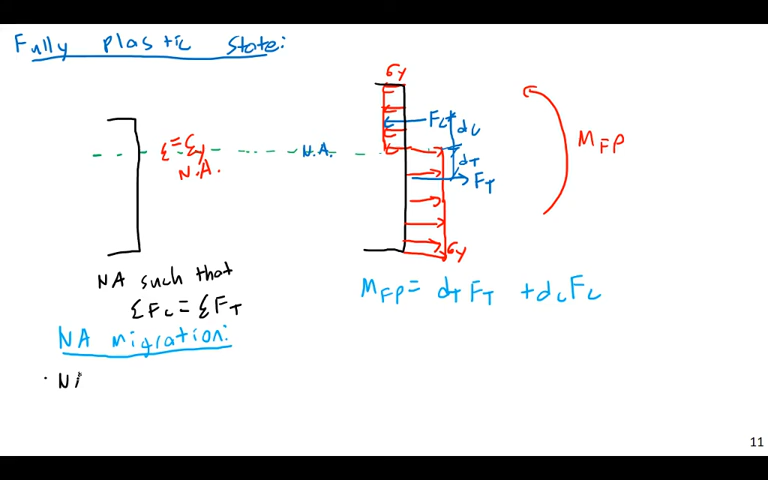 Fully plastic state:
σy
Fc
dc
ε=εy
N.A.
N.A.
dT
FT
MFP
σy
NA such that
ΣFc = ΣFT
MFP = dT FT + dc Fc
NA migration:
· NA
11